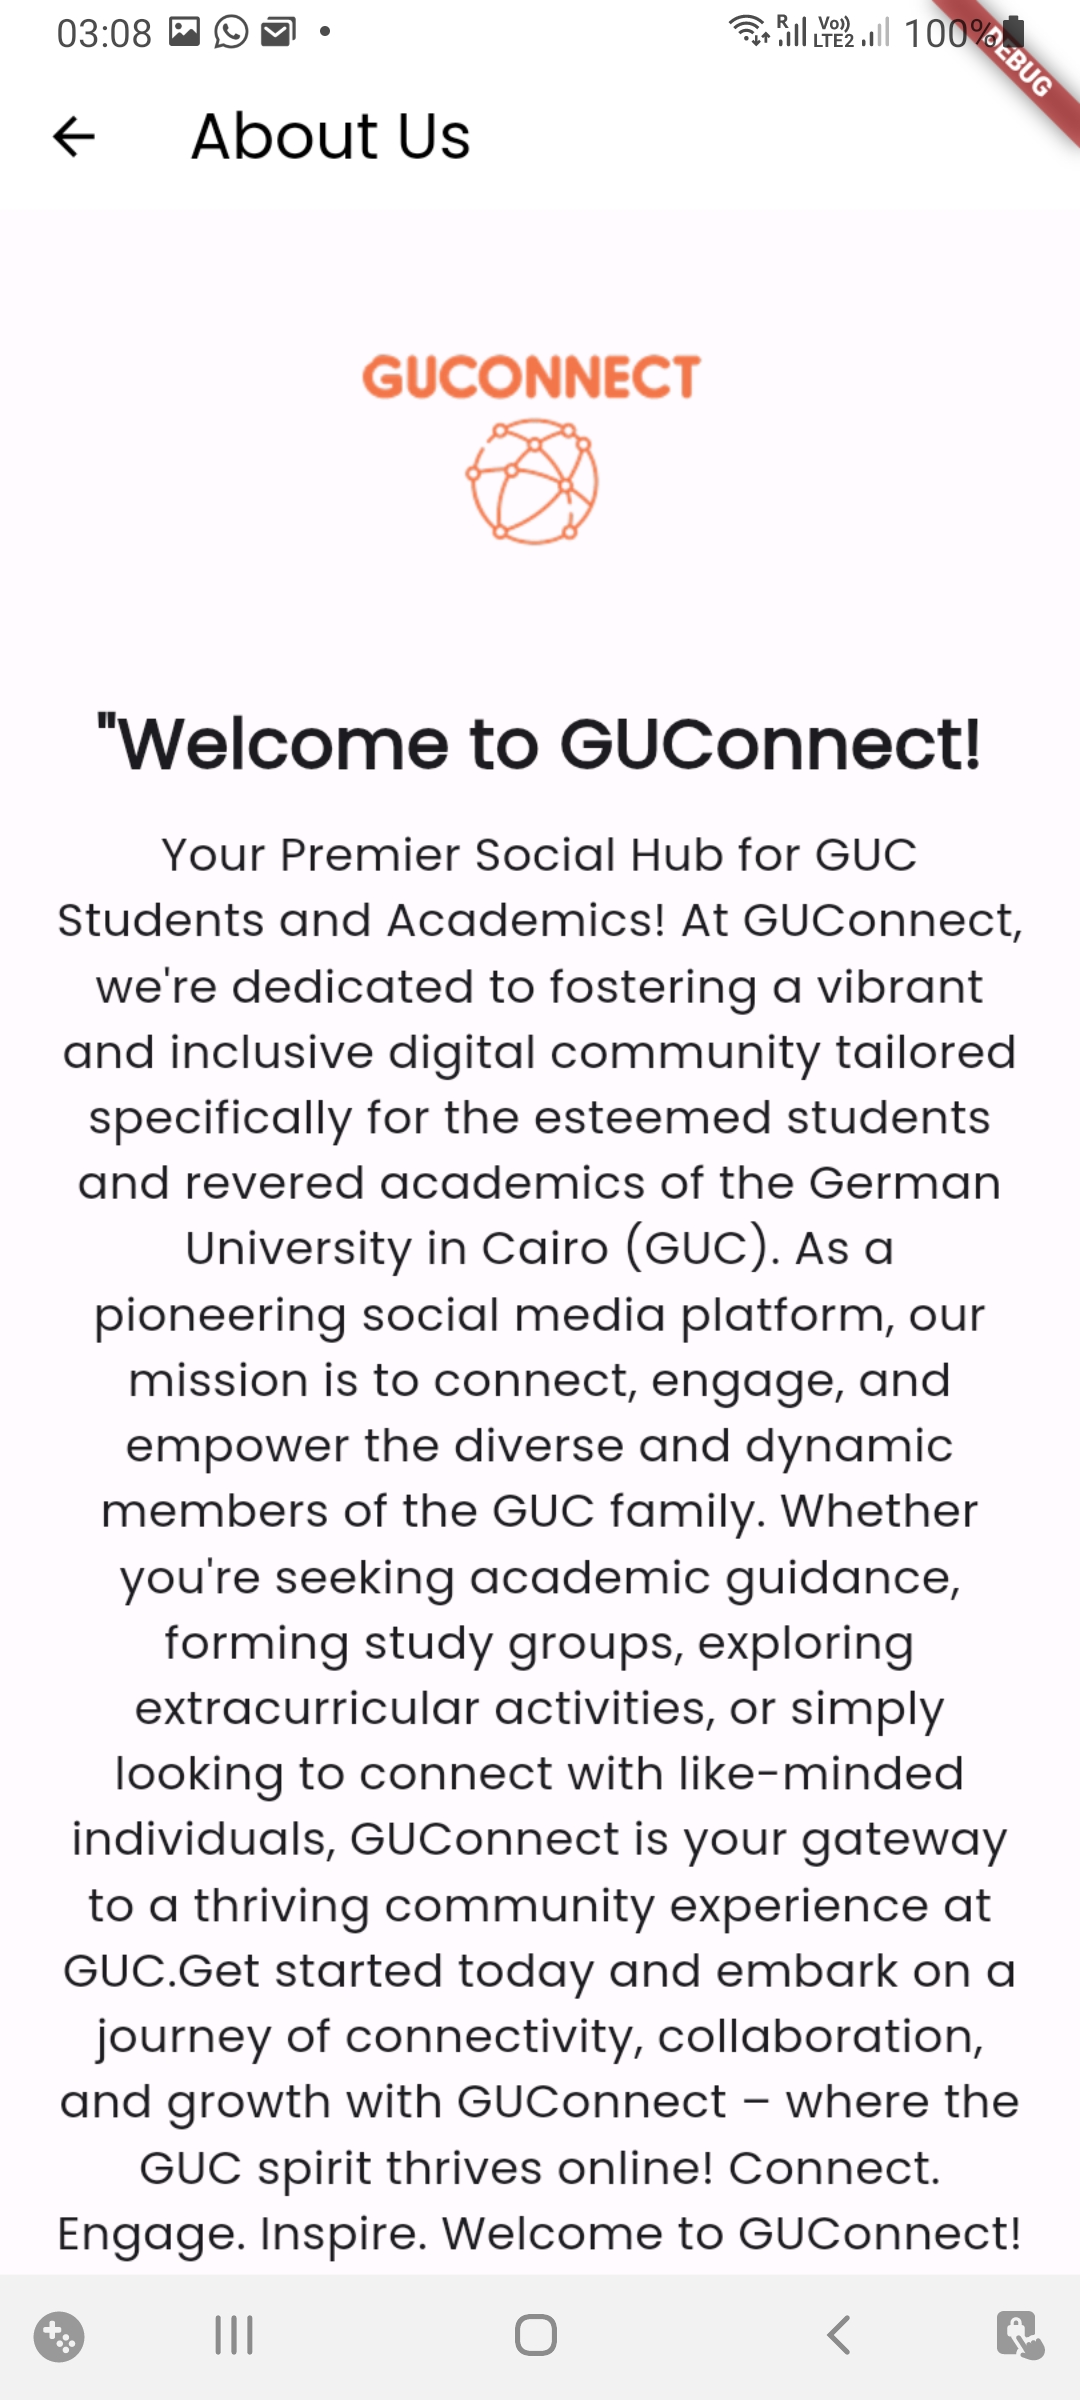 03:08
R
Vo))
LTE2
100%
DEBUG
About Us
GUCONNECT
"Welcome to GUConnect!
Your Premier Social Hub for GUC
Students and Academics! At GUConnect,
we're dedicated to fostering a vibrant
and inclusive digital community tailored
specifically for the esteemed students
and revered academics of the German
University in Cairo (GUC). As a
pioneering social media platform, our
mission is to connect, engage, and
empower the diverse and dynamic
members of the GUC family. Whether
you're seeking academic guidance,
forming study groups, exploring
extracurricular activities, or simply
looking to connect with like-minded
individuals, GUConnect is your gateway
to a thriving community experience at
GUC.Get started today and embark on a
journey of connectivity, collaboration,
and growth with GUConnect – where the
GUC spirit thrives online! Connect.
Engage. Inspire. Welcome to GUConnect!